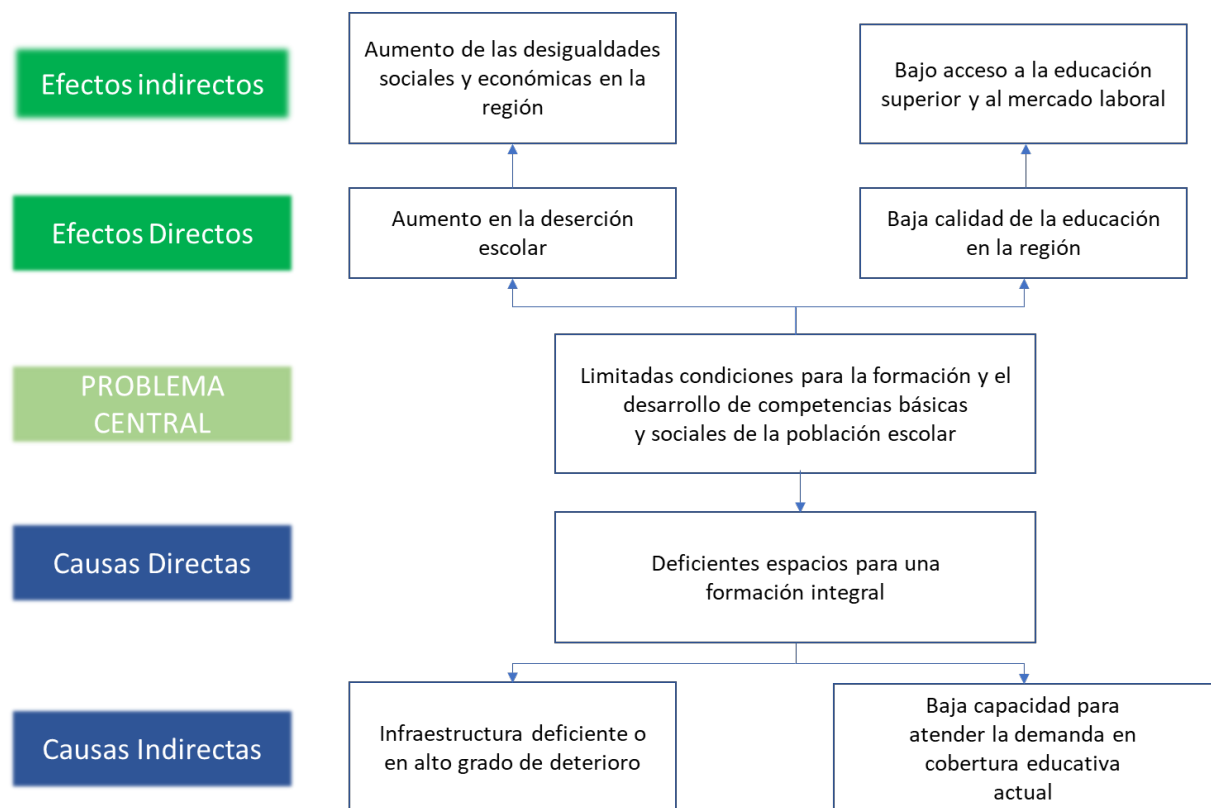 Efectos indirectos
Aumento de las desigualdades
sociales y económicas en la
región
Bajo acceso a la educación
superior y al mercado laboral
Efectos Directos
Aumento en la deserción
escolar
Baja calidad de la educación
en la región
PROBLEMA
CENTRAL
Limitadas condiciones para la formación y el
desarrollo de competencias básicas
y sociales de la población escolar
Causas Directas
Deficientes espacios para una
formación integral
Causas Indirectas
Infraestructura deficiente o
en alto grado de deterioro
Baja capacidad para
atender la demanda en
cobertura educativa
actual